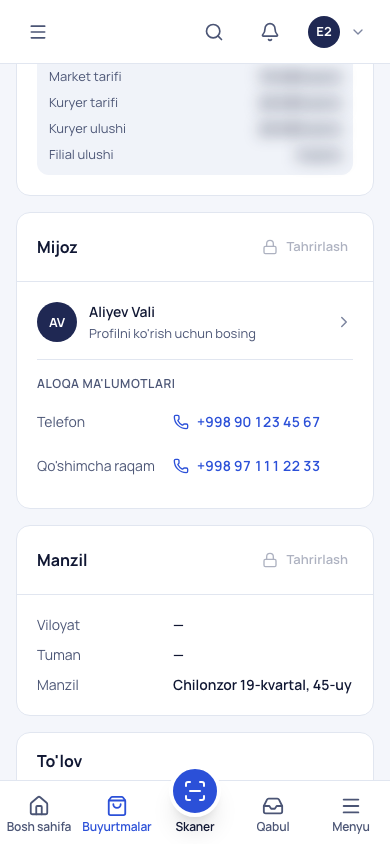 E2
Market tarifi
Kuryer tarifi
Kuryer ulushi
Filial ulushi
Mijoz
Tahrirlash
AV
Aliyev Vali
Profilni ko'rish uchun bosing
ALOQA MA'LUMOTLARI
Telefon +998 90 123 45 67
Qo'shimcha raqam +998 97 111 22 33
Manzil
Tahrirlash
Viloyat —
Tuman —
Manzil Chilonzor 19-kvartal, 45-uy
To'lov
Bosh sahifa
Buyurtmalar
Skaner
Qabul
Menyu